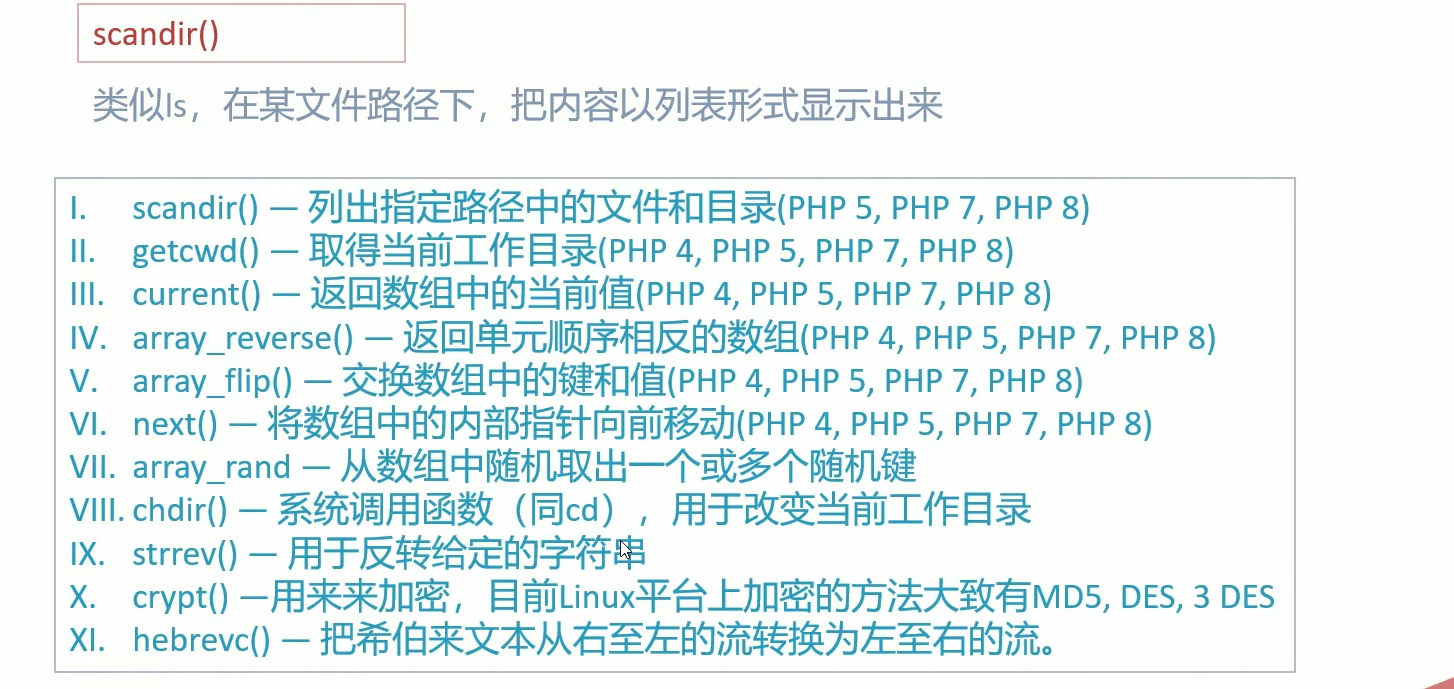 scandir()
类似ls，在某文件路径下，把内容以列表形式显示出来
I. scandir() — 列出指定路径中的文件和目录(PHP 5, PHP 7, PHP 8)
II. getcwd() — 取得当前工作目录(PHP 4, PHP 5, PHP 7, PHP 8)
III. current() — 返回数组中的当前值(PHP 4, PHP 5, PHP 7, PHP 8)
IV. array_reverse() — 返回单元顺序相反的数组(PHP 4, PHP 5, PHP 7, PHP 8)
V. array_flip() — 交换数组中的键和值(PHP 4, PHP 5, PHP 7, PHP 8)
VI. next() — 将数组中的内部指针向前移动(PHP 4, PHP 5, PHP 7, PHP 8)
VII. array_rand — 从数组中随机取出一个或多个随机键
VIII. chdir() — 系统调用函数（同cd），用于改变当前工作目录
IX. strrev() — 用于反转给定的字符串
X. crypt() —用来来加密，目前Linux平台上加密的方法大致有MD5, DES, 3 DES
XI. hebrevc() — 把希伯来文本从右至左的流转换为左至右的流。